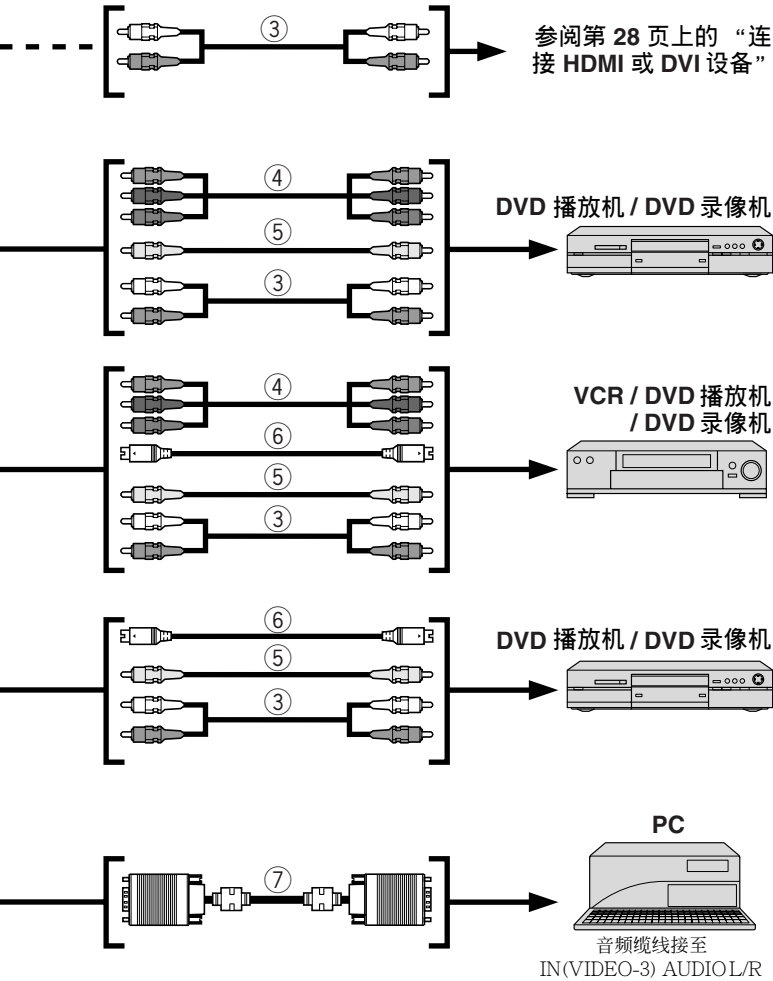 ③
参阅第 28 页上的 “连
接 HDMI 或 DVI 设备”
④
⑤
③
DVD 播放机 / DVD 录像机
④
⑥
⑤
③
VCR / DVD 播放机
/ DVD 录像机
⑥
⑤
③
DVD 播放机 / DVD 录像机
⑦
PC
音频缆线接至
IN(VIDEO-3) AUDIO L/R